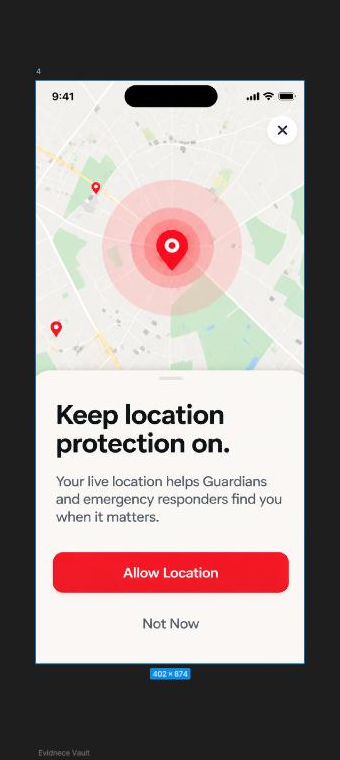 4
9:41
Keep location
protection on.
Your live location helps Guardians
and emergency responders find you
when it matters.
Allow Location
Not Now
402 × 874
Evidnece Vault